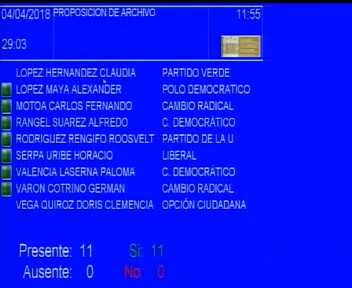 04/04/2018 PROPOSICION DE ARCHIVO 11:55
29:03
LOPEZ HERNANDEZ CLAUDIA PARTIDO VERDE
LOPEZ MAYA ALEXANDER POLO DEMOCRATICO
MOTOA CARLOS FERNANDO CAMBIO RADICAL
RANGEL SUAREZ ALFREDO C. DEMOCRÁTICO
RODRIGUEZ RENGIFO ROOSVELT PARTIDO DE LA U
SERPA URIBE HORACIO LIBERAL
VALENCIA LASERNA PALOMA C. DEMOCRÁTICO
VARON COTRINO GERMAN CAMBIO RADICAL
VEGA QUIROZ DORIS CLEMENCIA OPCIÓN CIUDADANA
Presente: 11 Si: 11
Ausente: 0 No: 0